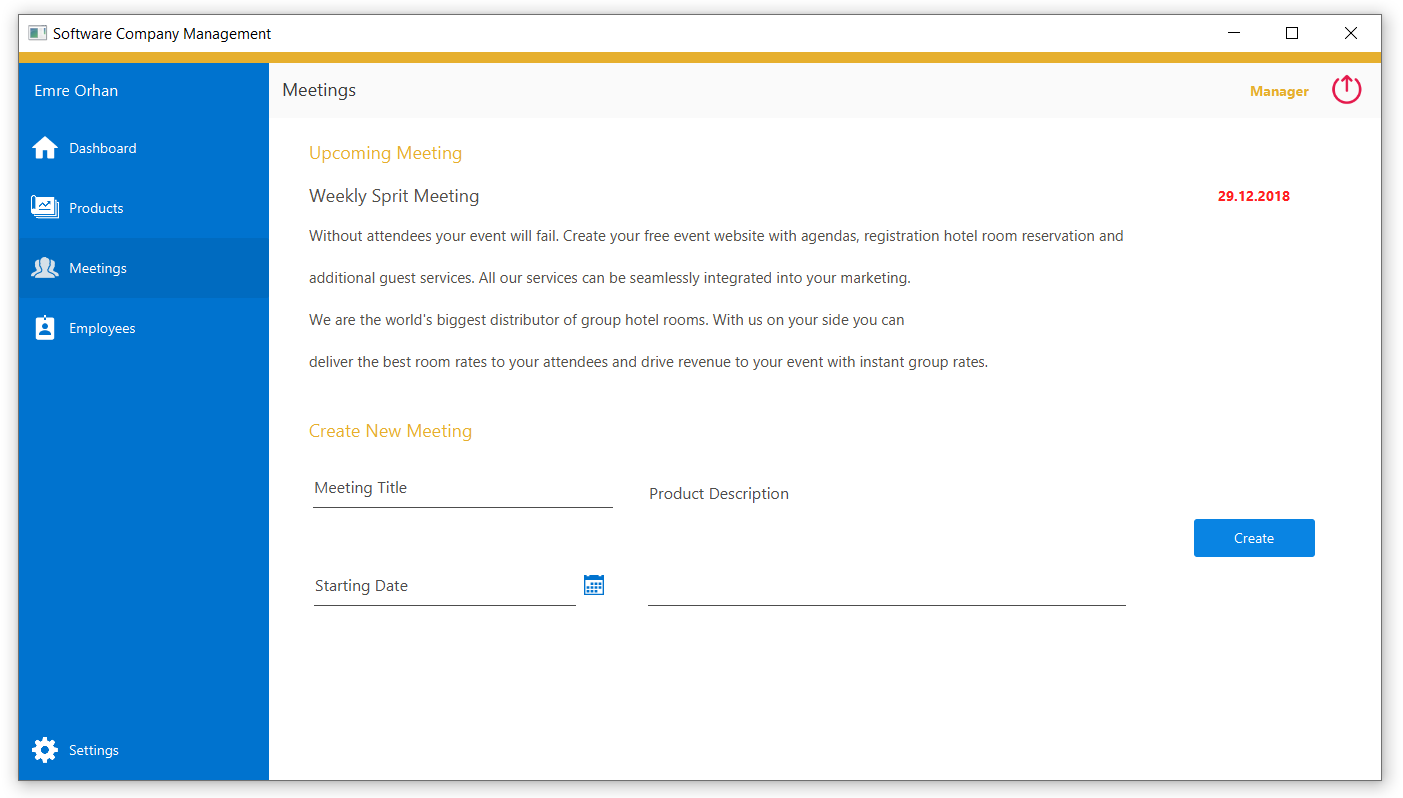 Software Company Management
Emre Orhan
Meetings
Manager
Dashboard
Products
Meetings
Employees
Settings
Upcoming Meeting
Weekly Sprit Meeting
29.12.2018
Without attendees your event will fail. Create your free event website with agendas, registration hotel room reservation and
additional guest services. All our services can be seamlessly integrated into your marketing.
We are the world's biggest distributor of group hotel rooms. With us on your side you can
deliver the best room rates to your attendees and drive revenue to your event with instant group rates.
Create New Meeting
Meeting Title
Product Description
Create
Starting Date